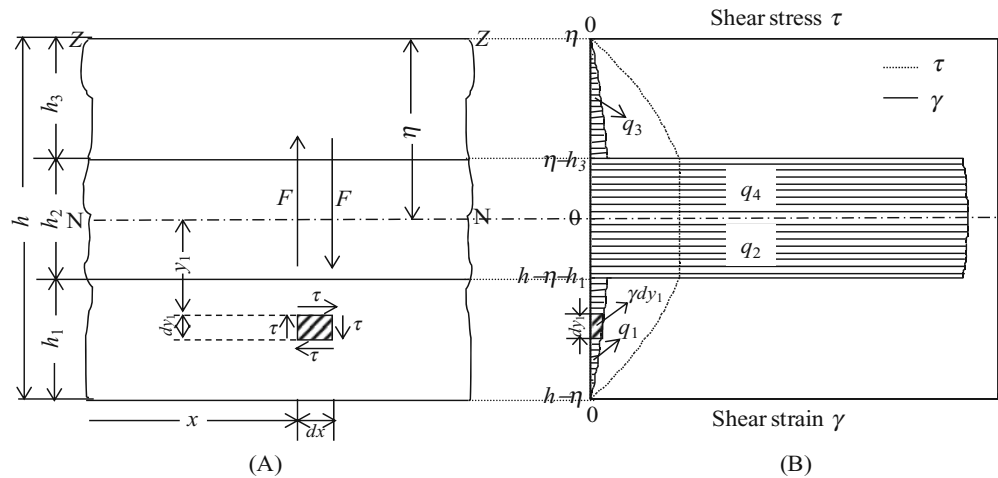 Shear stress τ
0
Z
Z
η
τ
γ
h₃
η
q₃
η–h₃
F
F
h
h₂
q₄
N
N
0
y₁
q₂
h–η–h₁
τ
γdy₁
dy₁
τ
τ
dy₁
h₁
q₁
τ
h–η
x
dx
0
Shear strain γ
(A)
(B)